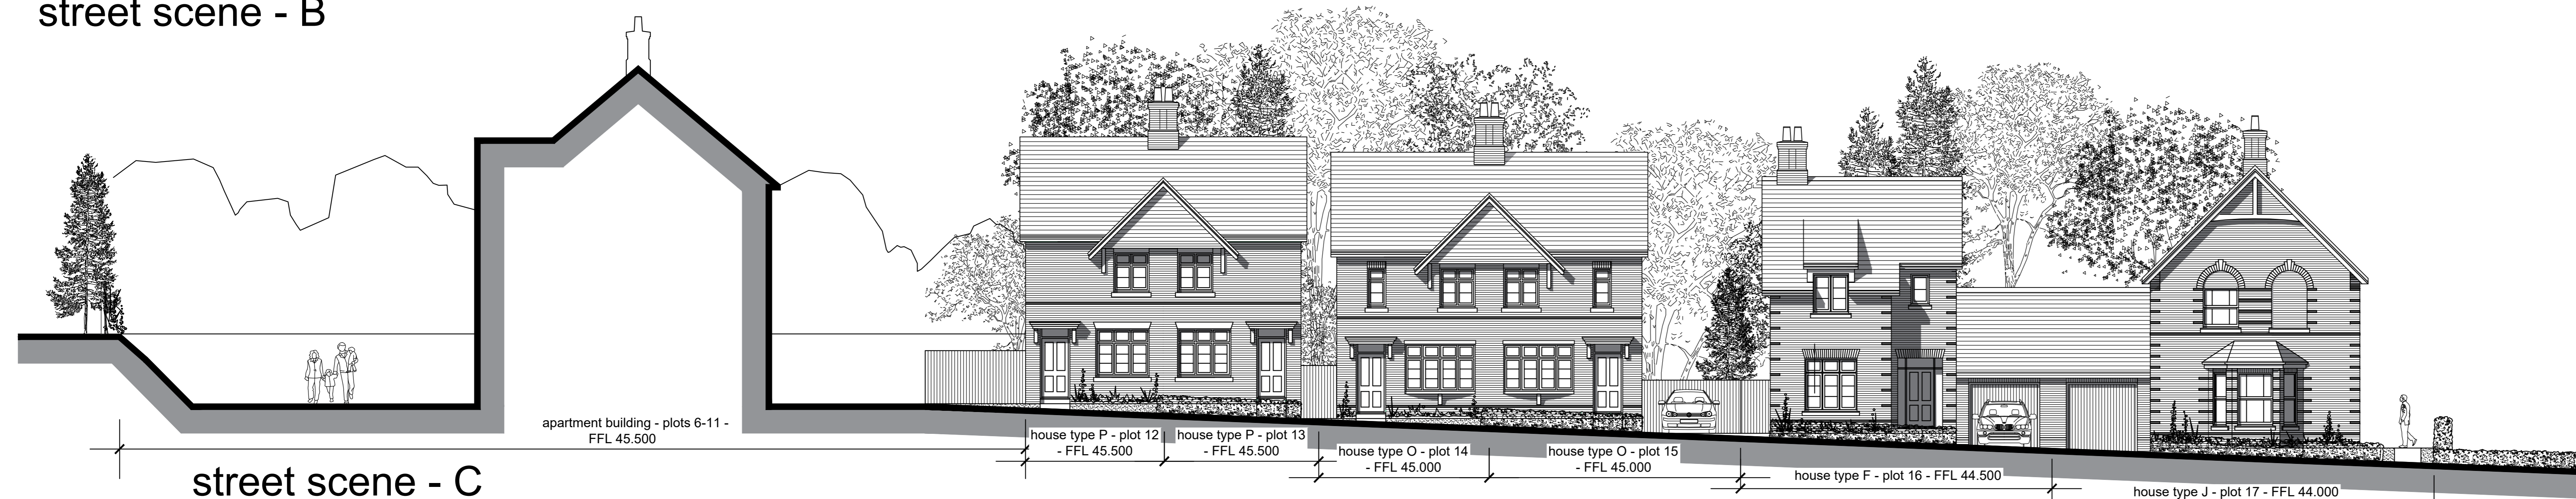 street scene - B
apartment building - plots 6-11 -
FFL 45.500
house type P - plot 12
- FFL 45.500
house type P - plot 13
- FFL 45.500
house type O - plot 14
- FFL 45.000
house type O - plot 15
- FFL 45.000
house type F - plot 16 - FFL 44.500
house type J - plot 17 - FFL 44.000
street scene - C